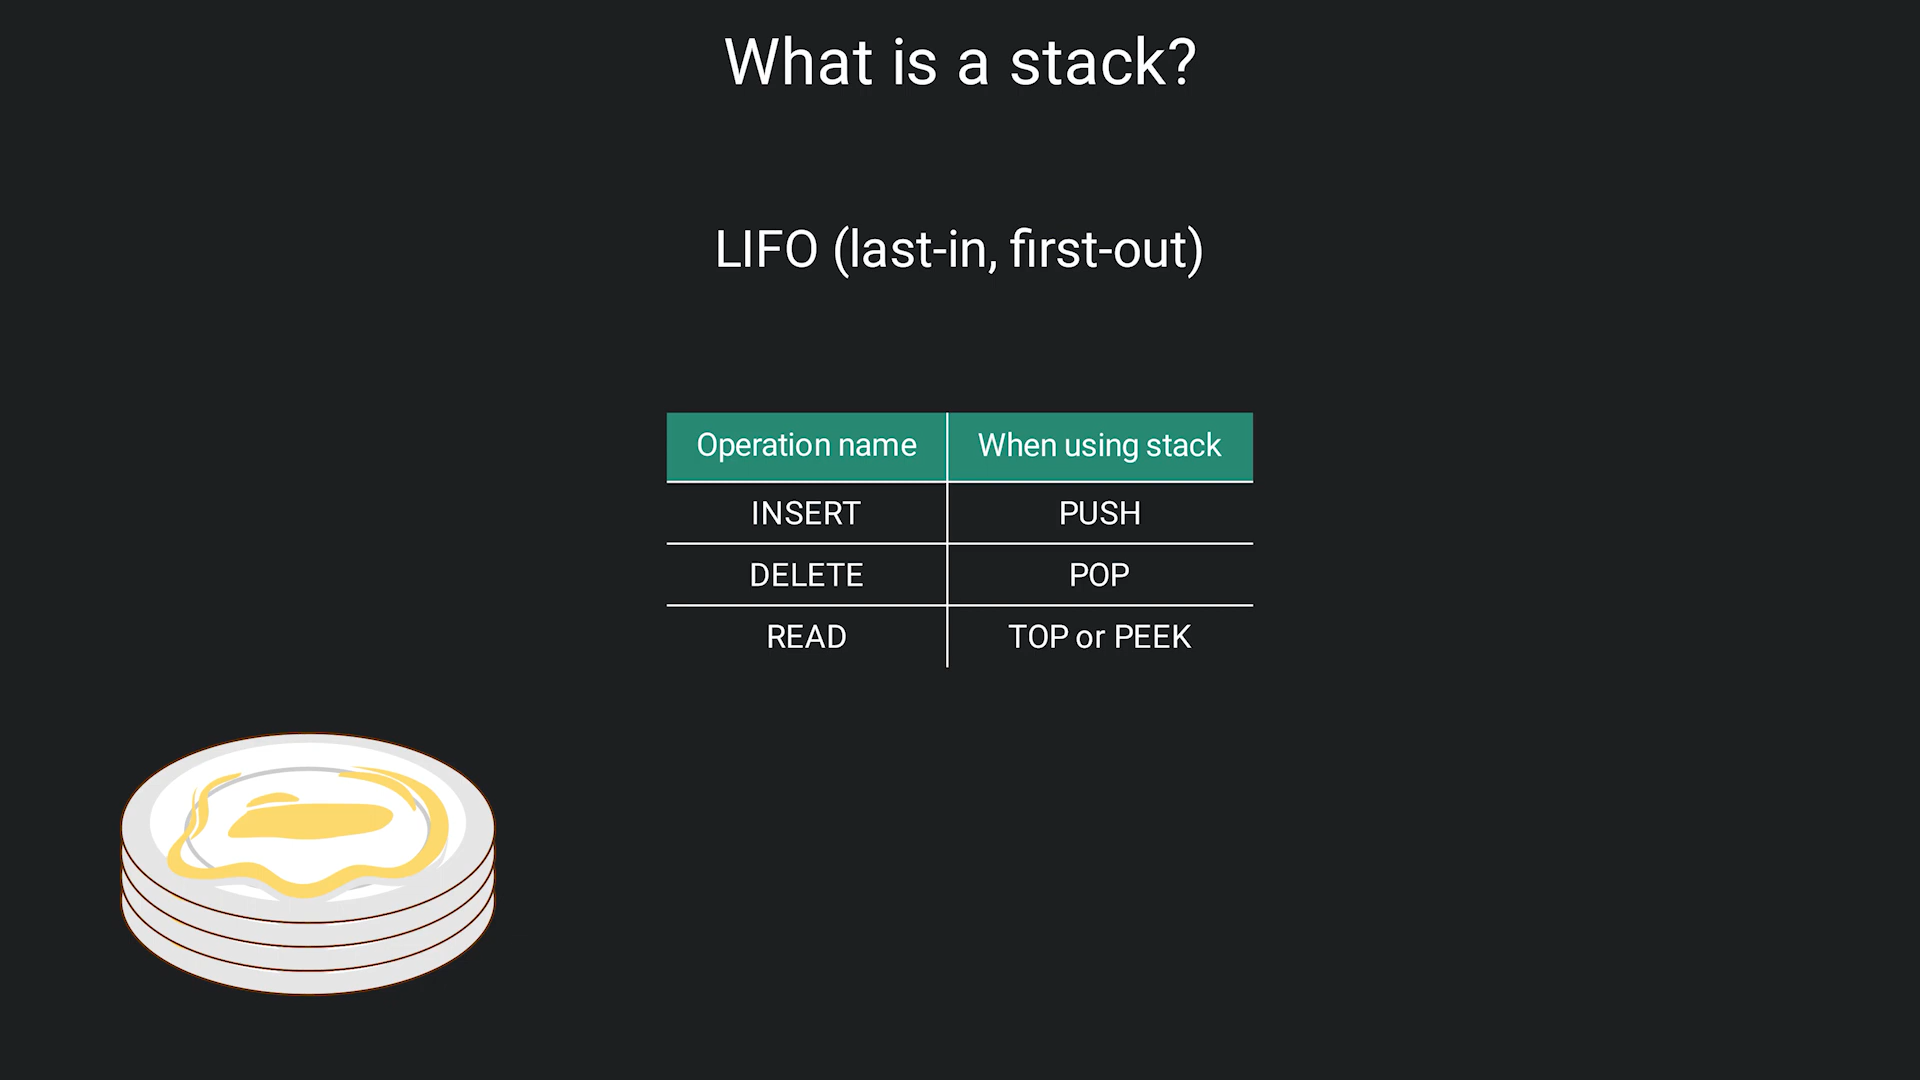 What is a stack?
LIFO (last-in, first-out)
Operation name When using stack
INSERT PUSH
DELETE POP
READ TOP or PEEK